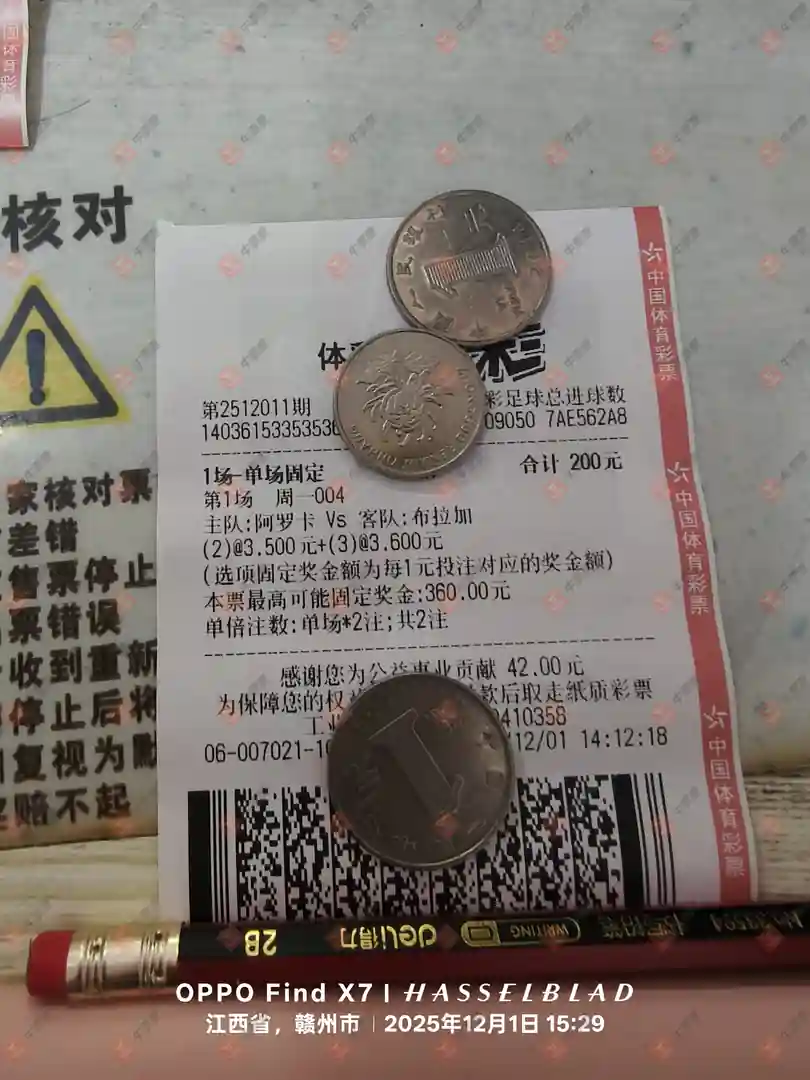 核对
中国体育彩票
体
第2512011期
彩足球总进球数
14036153353536
09050 7AE562A8
1场-单场固定
合计 200元
第1场 周一004
主队:阿罗卡 Vs 客队:布拉加
(2)@3.500元+(3)@3.600元
(选项固定奖金额为每1元投注对应的奖金额)
本票最高可能固定奖金:360.00元
单倍注数:单场*2注;共2注
感谢您为公益事业贡献 42.00元
为保障您的权
款后取走纸质彩票
工业
0410358
06-007021-10
/12/01 14:12:18
中国体育彩票
中国体育彩票
家核对票
差错
售票停止
票错误
收到重新
停止后将
回复视为默
赔不起
1
1
2B
得力
deli
WRITING
OPPO Find X7 | HASSELBLAD
江西省，赣州市 | 2025年12月1日 15:29